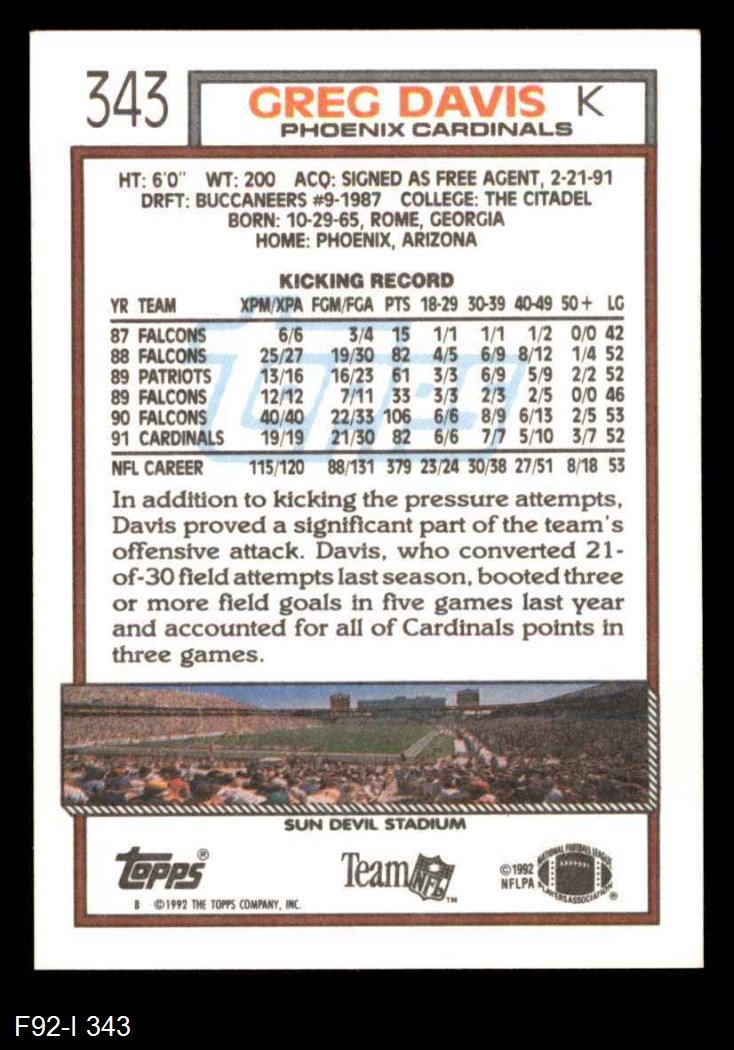 343
GREG DAVIS K
PHOENIX CARDINALS
HT: 6'0" WT: 200 ACQ: SIGNED AS FREE AGENT, 2-21-91
DRFT: BUCCANEERS #9-1987 COLLEGE: THE CITADEL
BORN: 10-29-65, ROME, GEORGIA
HOME: PHOENIX, ARIZONA
KICKING RECORD
YR TEAM XPM/XPA FGM/FGA PTS 18-29 30-39 40-49 50+ LG
87 FALCONS 6/6 3/4 15 1/1 1/1 1/2 0/0 42
88 FALCONS 25/27 19/30 82 4/5 6/9 8/12 1/4 52
89 PATRIOTS 13/16 16/23 61 3/3 6/9 5/9 2/2 52
89 FALCONS 12/12 7/11 33 3/3 2/3 2/5 0/0 46
90 FALCONS 40/40 22/33 106 6/6 8/9 6/13 2/5 53
91 CARDINALS 19/19 21/30 82 6/6 7/7 5/10 3/7 52
NFL CAREER 115/120 88/131 379 23/24 30/38 27/51 8/18 53
In addition to kicking the pressure attempts,
Davis proved a significant part of the team's
offensive attack. Davis, who converted 21-
of-30 field attempts last season, booted three
or more field goals in five games last year
and accounted for all of Cardinals points in
three games.
SUN DEVIL STADIUM
TOPPS®
B ©1992 THE TOPPS COMPANY, INC.
Team NFL™
©1992
NFLPA
NATIONAL FOOTBALL LEAGUE
PLAYERS ASSOCIATION ®
F92-I 343